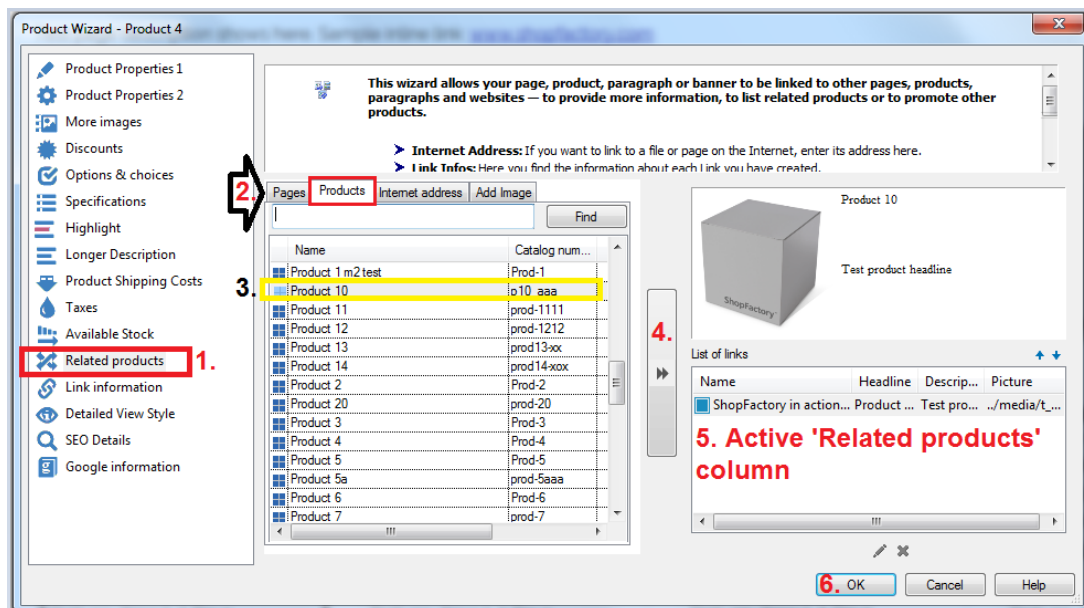 Product Wizard - Product 4
www.shopfactory.com
Product Properties 1
Product Properties 2
More images
Discounts
Options & choices
Specifications
Highlight
Longer Description
Product Shipping Costs
Taxes
Available Stock
Related products
1.
Link information
Detailed View Style
SEO Details
Google information
This wizard allows your page, product, paragraph or banner to be linked to other pages, products,
paragraphs and websites — to provide more information, to list related products or to promote other
products.
Internet Address: If you want to link to a file or page on the Internet, enter its address here.
Link Infos: Here you find the information about each Link you have created.
2.
Pages Products Internet address Add Image
Find
Name Catalog num...
Product 1 m2 test Prod-1
3.
Product 10 p10 aaa
Product 11 prod-1111
Product 12 prod-1212
Product 13 prod13-xx
Product 14 prod14-xox
Product 2 Prod-2
Product 20 prod-20
Product 3 Prod-3
Product 4 Prod-4
Product 5 Prod-5
Product 5a prod-5aaa
Product 6 Prod-6
Product 7 prod-7
4.
Product 10
Test product headline
ShopFactory
List of links
Name Headline Descrip... Picture
ShopFactory in action... Product ... Test pro... ../media/t_...
5. Active 'Related products'
column
6. OK Cancel Help